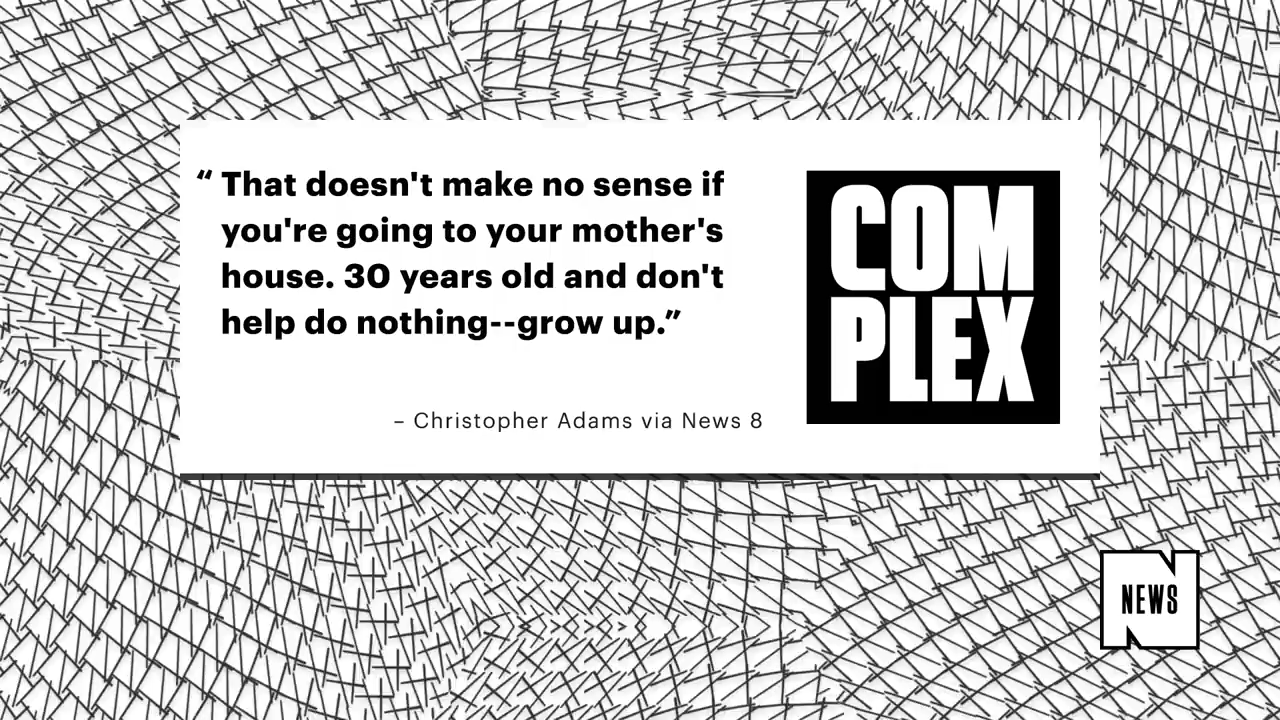 “ That doesn't make no sense if
you're going to your mother's
house. 30 years old and don't
help do nothing--grow up.”
– Christopher Adams via News 8
COM
PLEX
NEWS